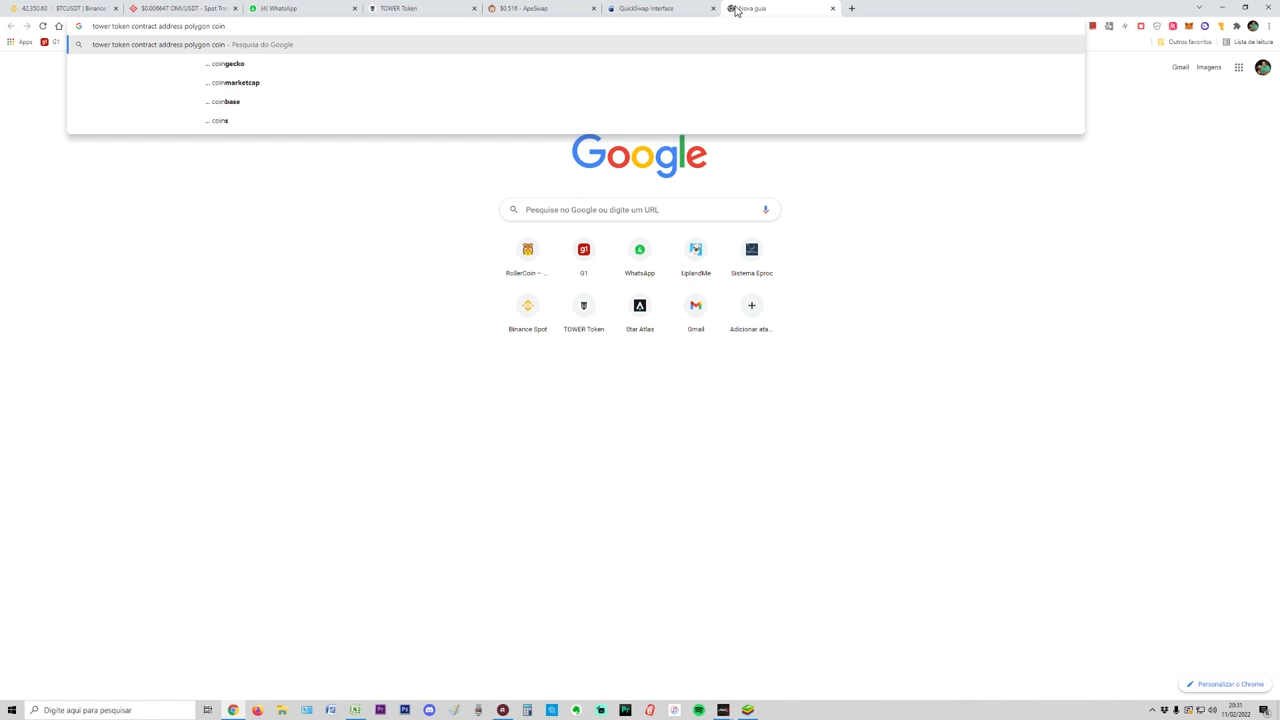 42,350.80 | BTCUSDT | Binance
$0.006647 OMI/USDT - Spot Tra
(4) WhatsApp
TOWER Token
$0,516 - ApeSwap
QuickSwap Interface
Nova guia
tower token contract address polygon coin
Apps
G1
tower token contract address polygon coin - Pesquisa do Google
Outros favoritos
Lista de leitura
... coingecko
... coinmarketcap
... coinbase
... coins
Gmail
Imagens
Google
Pesquise no Google ou digite um URL
g1
RollerCoin – ...
G1
WhatsApp
UplandMe
Sistema Eproc
Binance Spot
TOWER Token
Star Atlas
Gmail
Adicionar ata...
Personalizar o Chrome
Digite aqui para pesquisar
20:31
11/02/2022